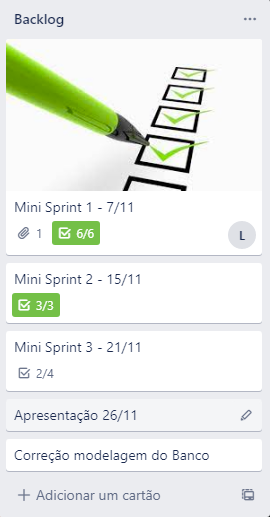 Backlog
Mini Sprint 1 - 7/11
1 6/6 L
Mini Sprint 2 - 15/11
3/3
Mini Sprint 3 - 21/11
2/4
Apresentação 26/11
Correção modelagem do Banco
Adicionar um cartão